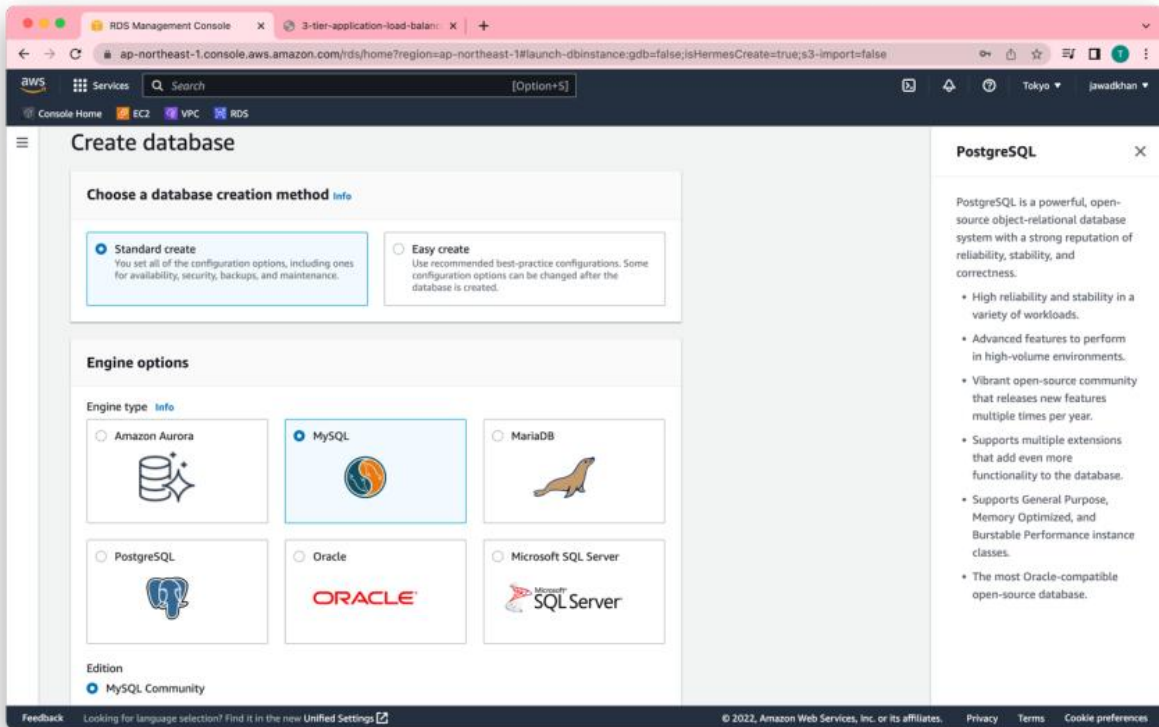 RDS Management Console
3-tier-application-load-balanc
ap-northeast-1.console.aws.amazon.com/rds/home?region=ap-northeast-1#launch-dbinstance:gdb=false;isHermesCreate=true;s3-import=false
T
aws
Services
Search
[Option+S]
Tokyo
jawadkhan
Console Home
EC2
VPC
RDS
Create database
Choose a database creation method Info
Standard create
You set all of the configuration options, including ones
for availability, security, backups, and maintenance.
Easy create
Use recommended best-practice configurations. Some
configuration options can be changed after the
database is created.
Engine options
Engine type Info
Amazon Aurora
MySQL
MariaDB
PostgreSQL
Oracle
ORACLE
Microsoft SQL Server
Microsoft
SQL Server
Edition
MySQL Community
PostgreSQL
PostgreSQL is a powerful, open-
source object-relational database
system with a strong reputation of
reliability, stability, and
correctness.
• High reliability and stability in a
variety of workloads.
• Advanced features to perform
in high-volume environments.
• Vibrant open-source community
that releases new features
multiple times per year.
• Supports multiple extensions
that add even more
functionality to the database.
• Supports General Purpose,
Memory Optimized, and
Burstable Performance instance
classes.
• The most Oracle-compatible
open-source database.
Feedback
Looking for language selection? Find it in the new Unified Settings
© 2022, Amazon Web Services, Inc. or its affiliates.
Privacy
Terms
Cookie preferences